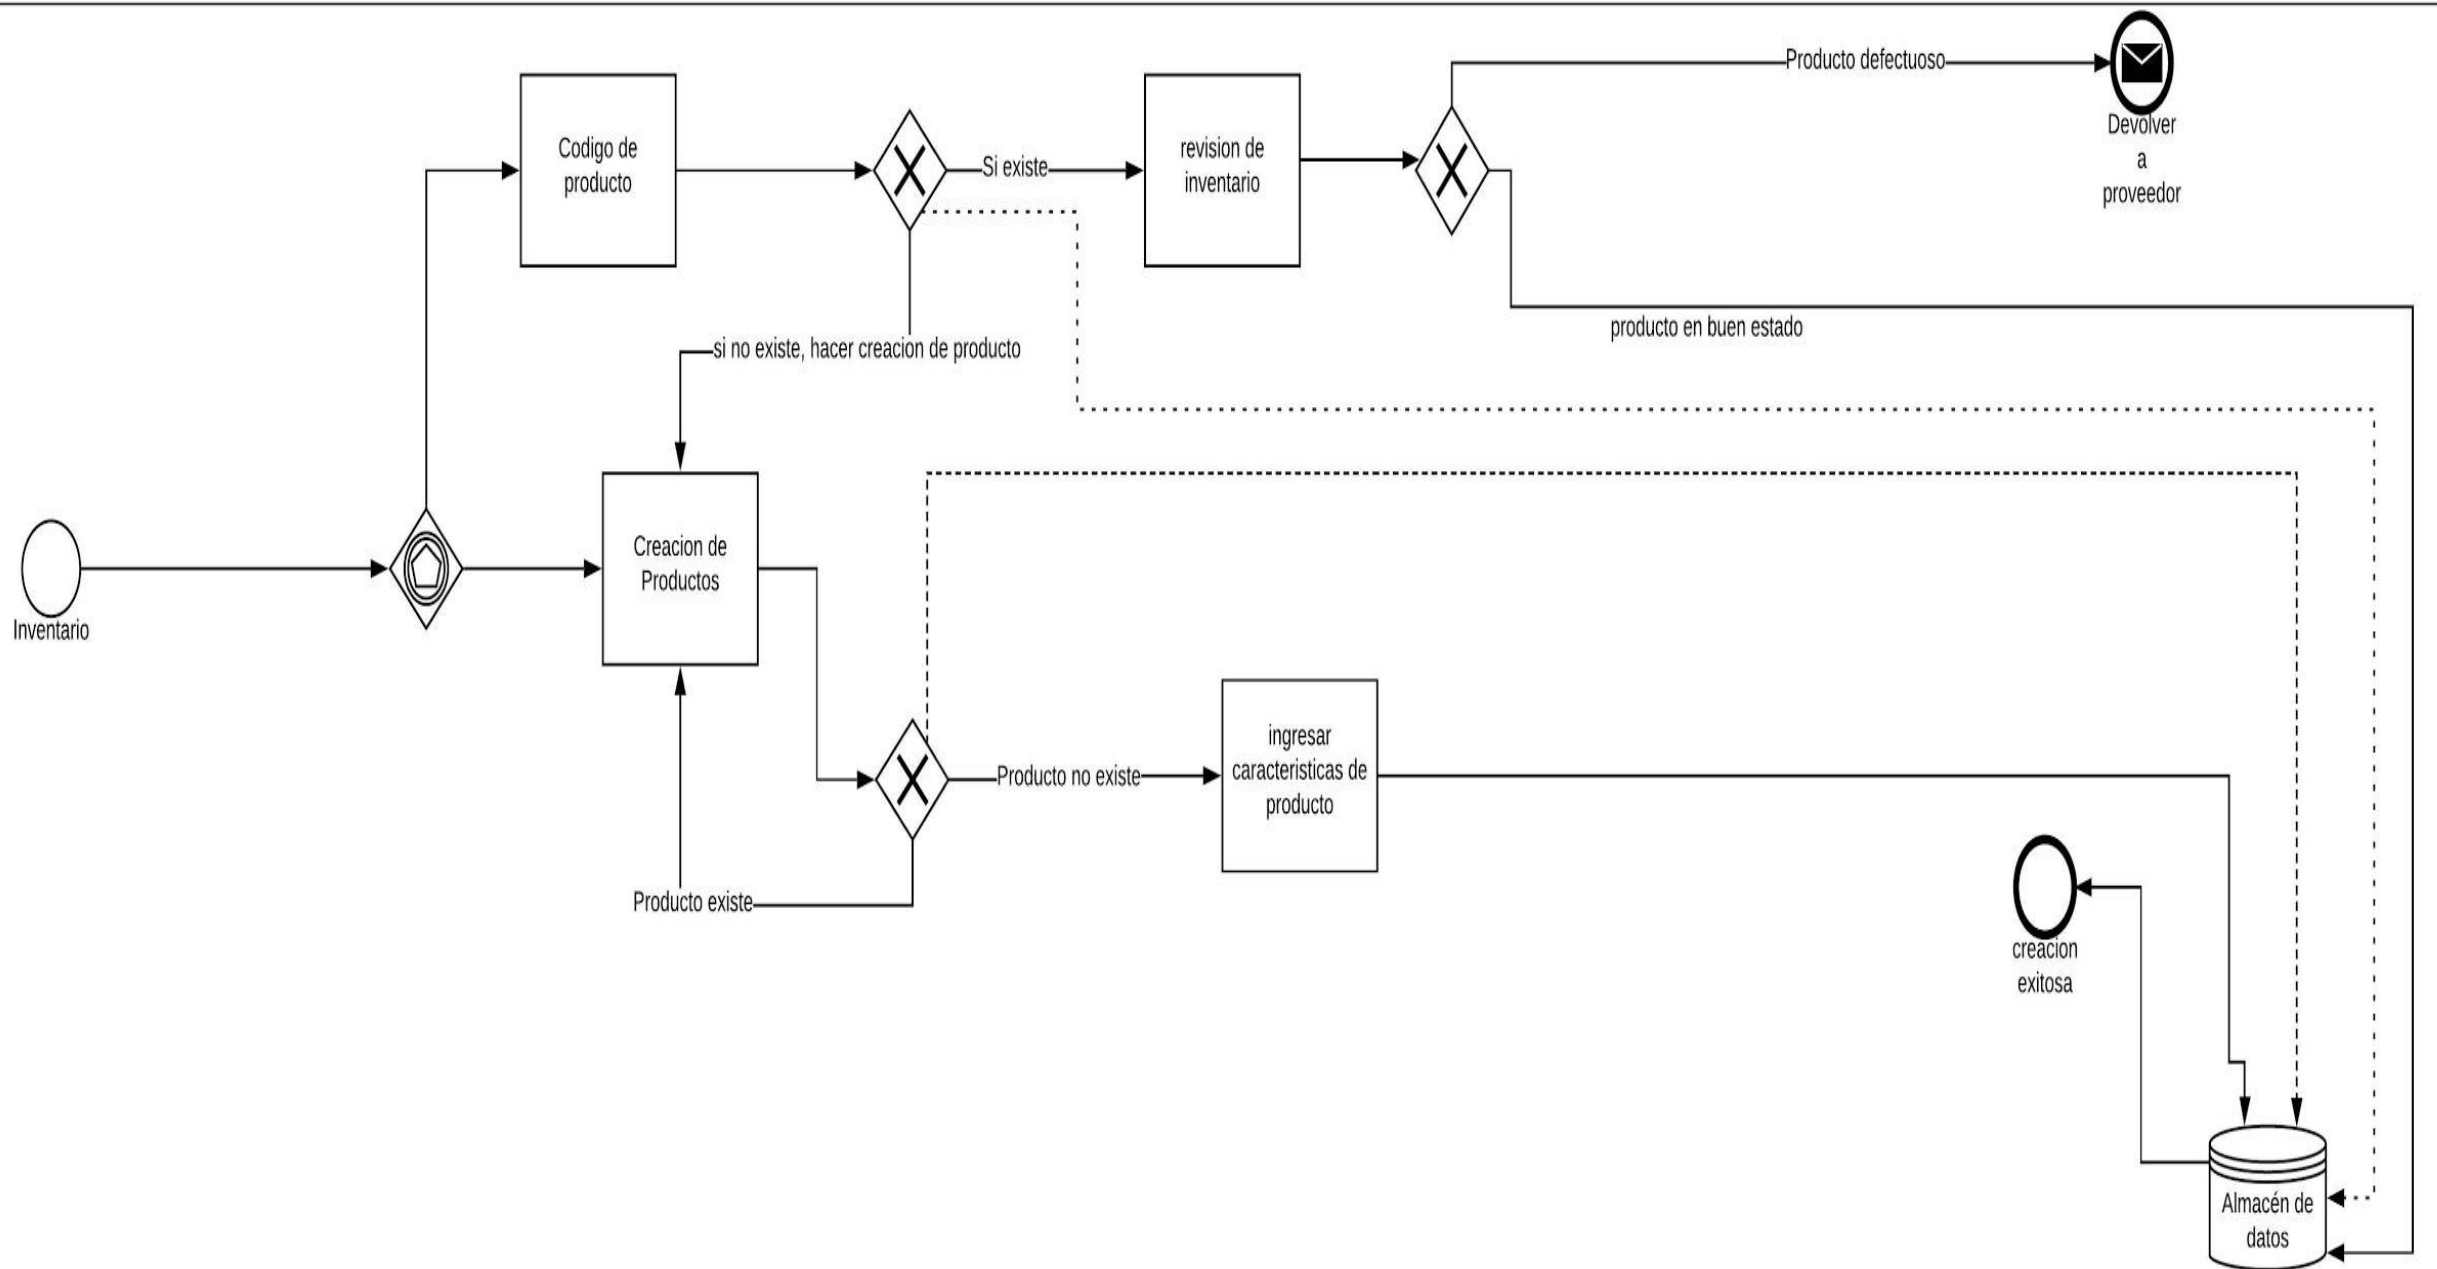 Producto defectuoso
Devolver
a
proveedor
Codigo de
producto
Si existe
revision de
inventario
producto en buen estado
si no existe, hacer creacion de producto
Creacion de
Productos
Inventario
ingresar
caracteristicas de
producto
Producto no existe
Producto existe
creacion
exitosa
Almacén de
datos